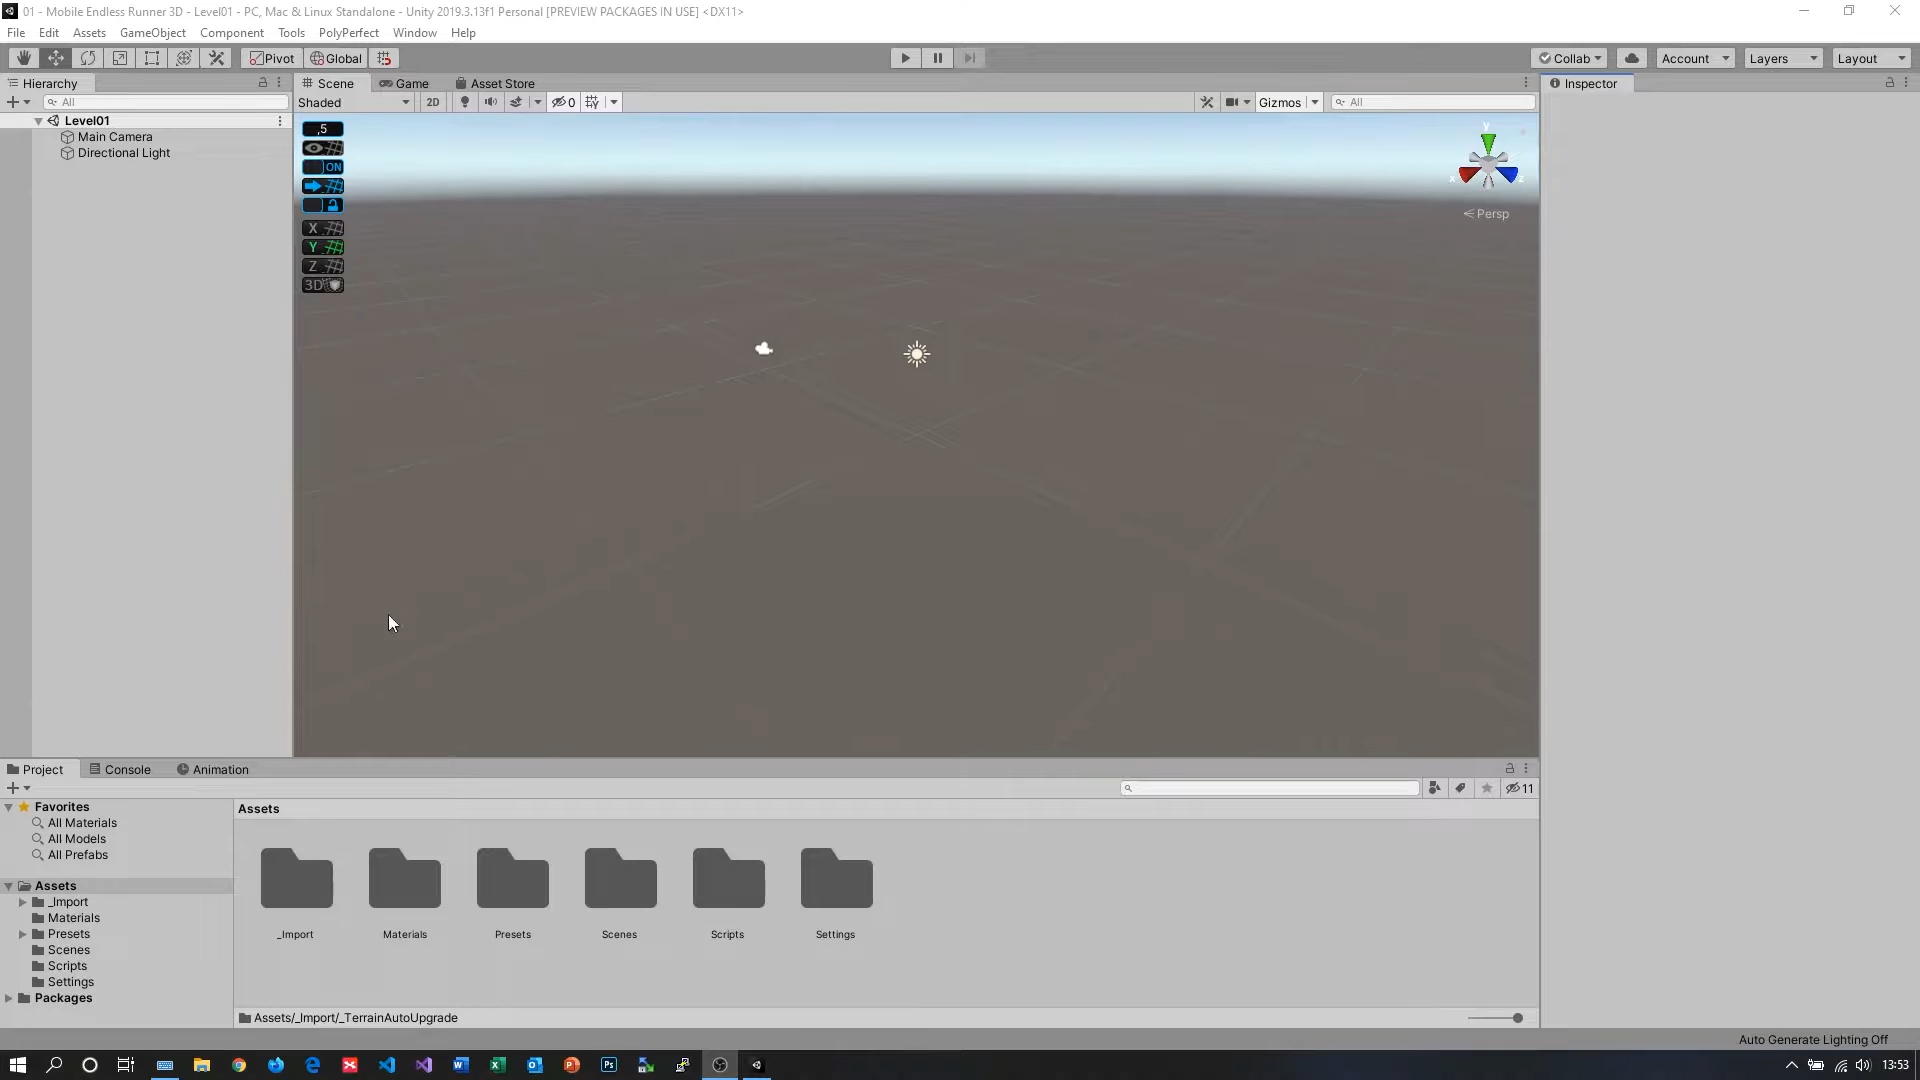 01 - Mobile Endless Runner 3D - Level01 - PC, Mac & Linux Standalone - Unity 2019.3.13f1 Personal [PREVIEW PACKAGES IN USE] <DX11>
File Edit Assets GameObject Component Tools PolyPerfect Window Help
Pivot Global Collab Account Layers Layout
Hierarchy Scene Game Asset Store Inspector
All Shaded 2D 0 Gizmos All
Level01
Main Camera
Directional Light
,5
ON
X
Y
Z
3D
y
x z
Persp
Project Console Animation
11
Favorites
All Materials
All Models
All Prefabs
Assets
_Import
Materials
Presets
Scenes
Scripts
Settings
Packages
Assets
_Import Materials Presets Scenes Scripts Settings
Assets/_Import/_TerrainAutoUpgrade
Auto Generate Lighting Off
13:53